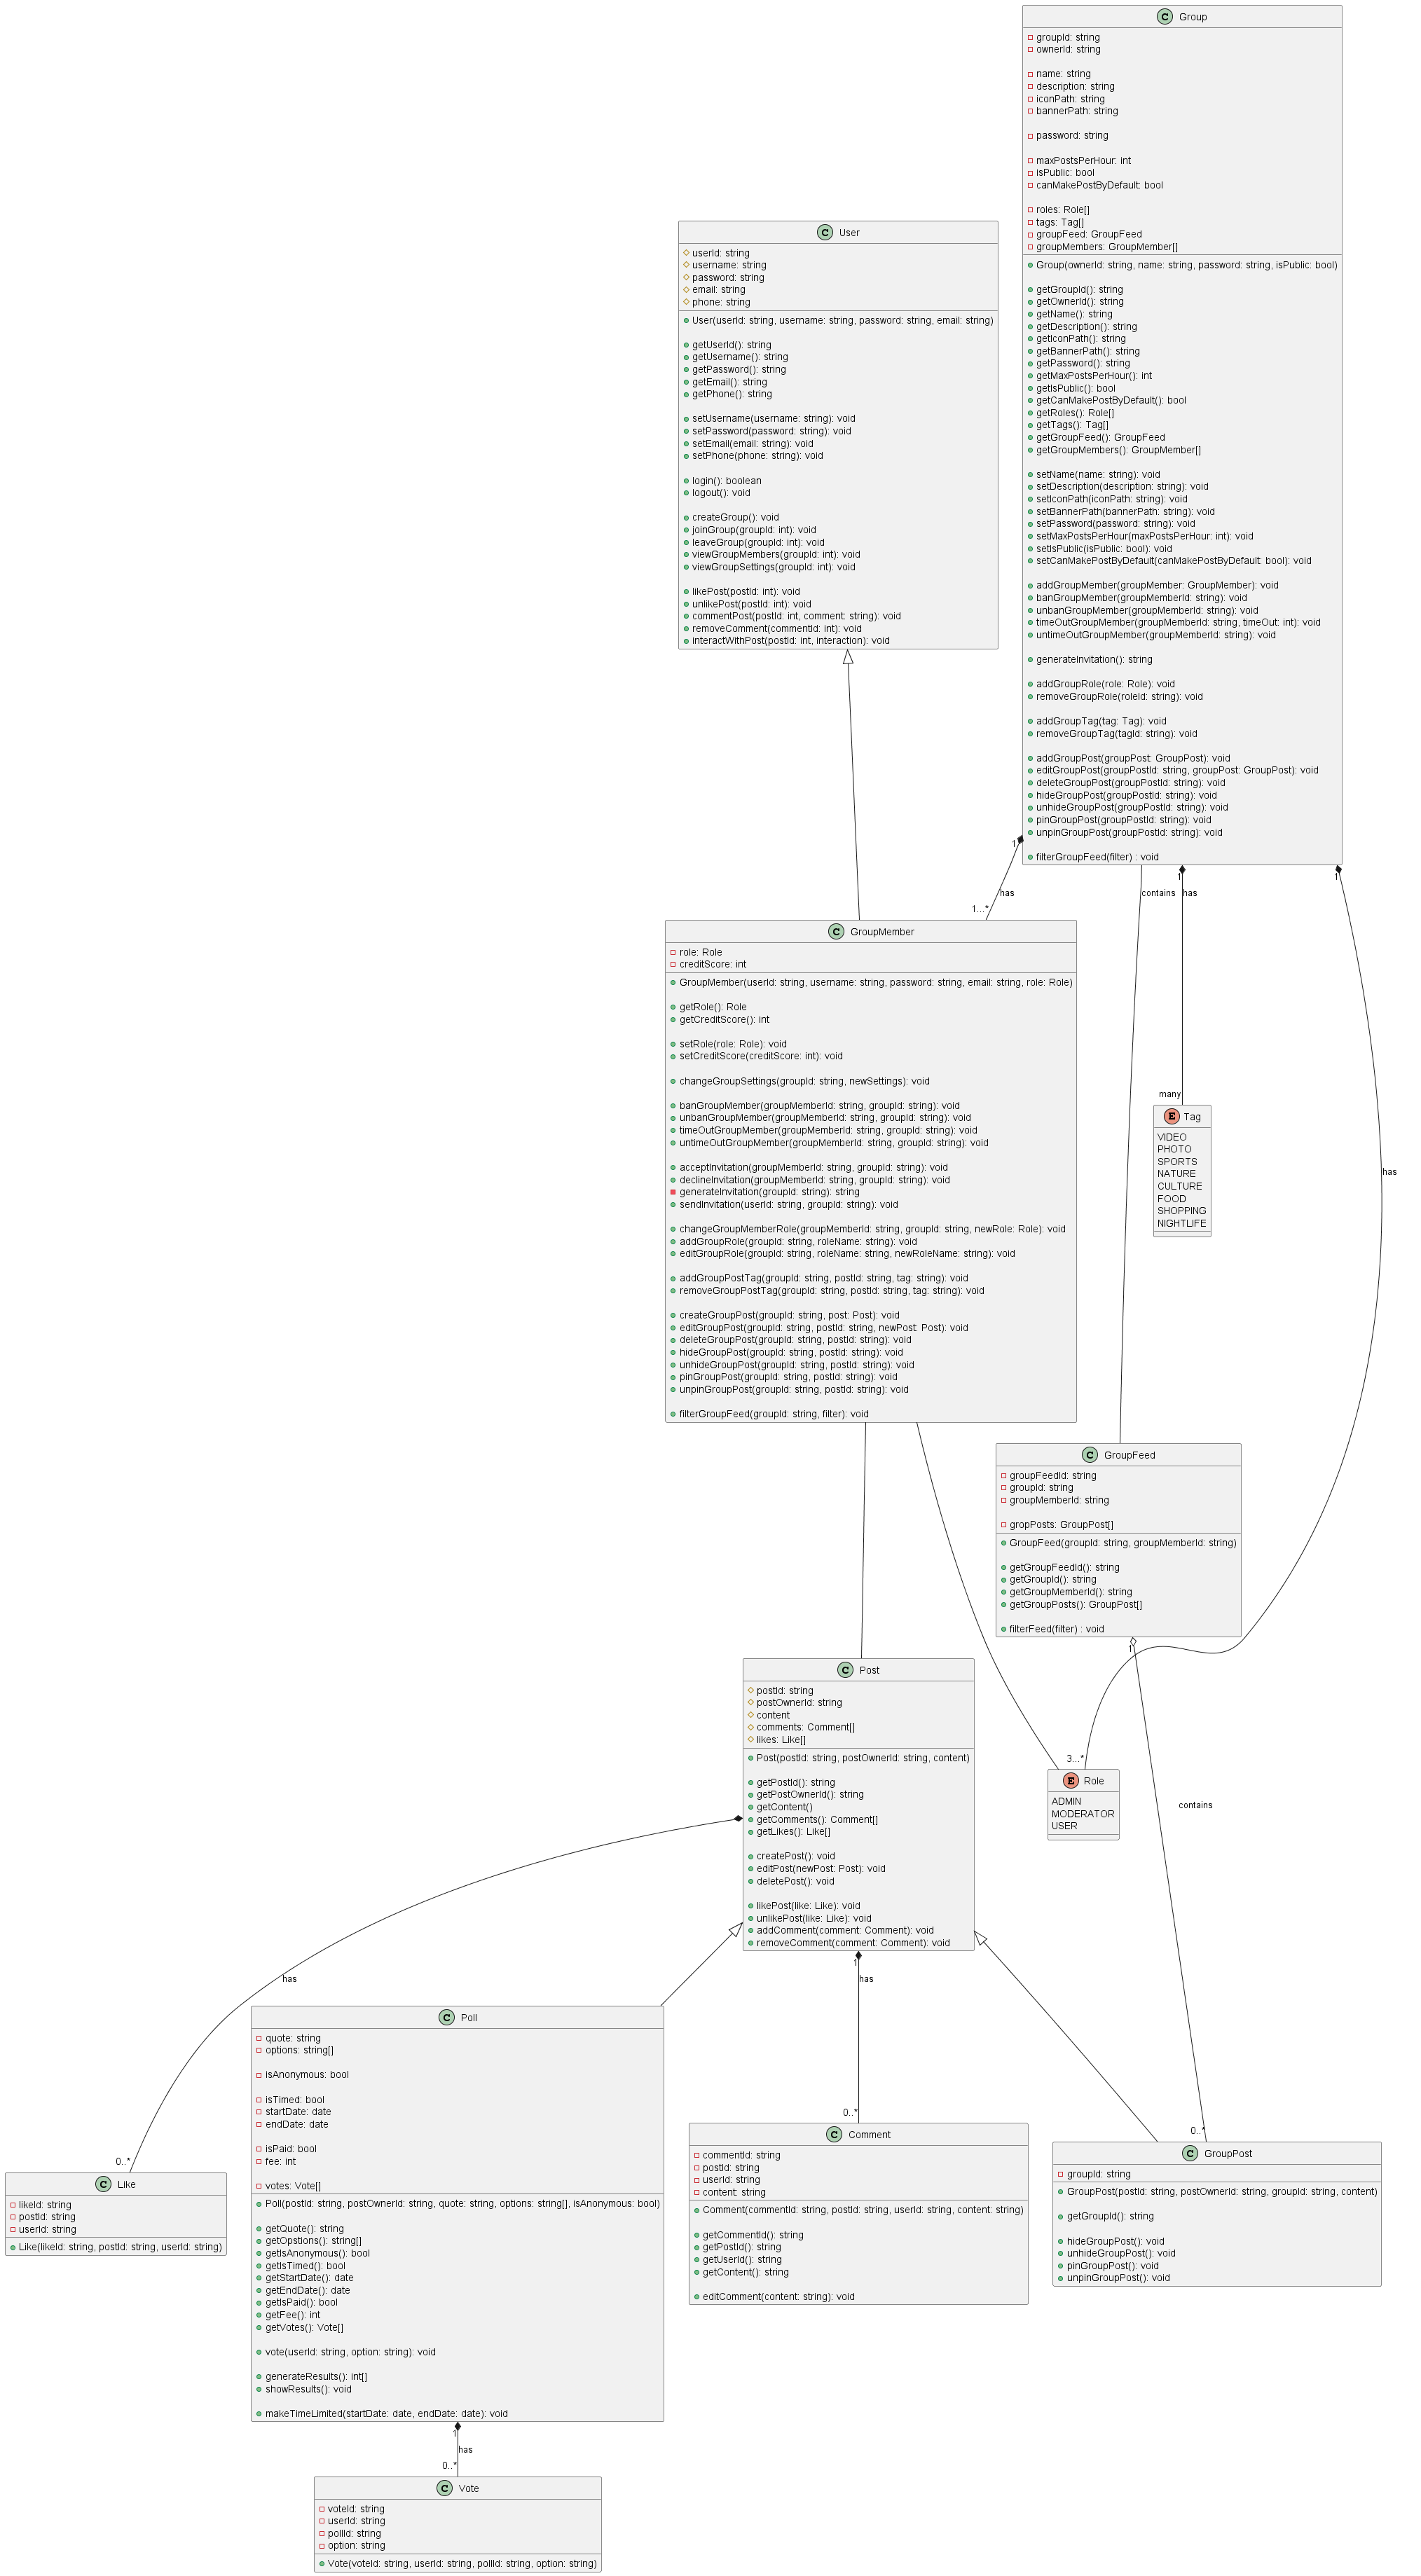 C Group
groupId: string
ownerId: string
name: string
description: string
iconPath: string
bannerPath: string
password: string
maxPostsPerHour: int
isPublic: bool
canMakePostByDefault: bool
roles: Role[]
tags: Tag[]
groupFeed: GroupFeed
groupMembers: GroupMember[]
Group(ownerId: string, name: string, password: string, isPublic: bool)
getGroupId(): string
getOwnerId(): string
getName(): string
getDescription(): string
getIconPath(): string
getBannerPath(): string
getPassword(): string
getMaxPostsPerHour(): int
getIsPublic(): bool
getCanMakePostByDefault(): bool
getRoles(): Role[]
getTags(): Tag[]
getGroupFeed(): GroupFeed
getGroupMembers(): GroupMember[]
setName(name: string): void
setDescription(description: string): void
setIconPath(iconPath: string): void
setBannerPath(bannerPath: string): void
setPassword(password: string): void
setMaxPostsPerHour(maxPostsPerHour: int): void
setIsPublic(isPublic: bool): void
setCanMakePostByDefault(canMakePostByDefault: bool): void
addGroupMember(groupMember: GroupMember): void
banGroupMember(groupMemberId: string): void
unbanGroupMember(groupMemberId: string): void
timeOutGroupMember(groupMemberId: string, timeOut: int): void
untimeOutGroupMember(groupMemberId: string): void
generateInvitation(): string
addGroupRole(role: Role): void
removeGroupRole(roleId: string): void
addGroupTag(tag: Tag): void
removeGroupTag(tagId: string): void
addGroupPost(groupPost: GroupPost): void
editGroupPost(groupPostId: string, groupPost: GroupPost): void
deleteGroupPost(groupPostId: string): void
hideGroupPost(groupPostId: string): void
unhideGroupPost(groupPostId: string): void
pinGroupPost(groupPostId: string): void
unpinGroupPost(groupPostId: string): void
filterGroupFeed(filter) : void
C User
userId: string
username: string
password: string
email: string
phone: string
User(userId: string, username: string, password: string, email: string)
getUserId(): string
getUsername(): string
getPassword(): string
getEmail(): string
getPhone(): string
setUsername(username: string): void
setPassword(password: string): void
setEmail(email: string): void
setPhone(phone: string): void
login(): boolean
logout(): void
createGroup(): void
joinGroup(groupId: int): void
leaveGroup(groupId: int): void
viewGroupMembers(groupId: int): void
viewGroupSettings(groupId: int): void
likePost(postId: int): void
unlikePost(postId: int): void
commentPost(postId: int, comment: string): void
removeComment(commentId: int): void
interactWithPost(postId: int, interaction): void
1
has
1...*
contains
1
has
many
1
has
3...*
C GroupMember
role: Role
creditScore: int
GroupMember(userId: string, username: string, password: string, email: string, role: Role)
getRole(): Role
getCreditScore(): int
setRole(role: Role): void
setCreditScore(creditScore: int): void
changeGroupSettings(groupId: string, newSettings): void
banGroupMember(groupMemberId: string, groupId: string): void
unbanGroupMember(groupMemberId: string, groupId: string): void
timeOutGroupMember(groupMemberId: string, groupId: string): void
untimeOutGroupMember(groupMemberId: string, groupId: string): void
acceptInvitation(groupMemberId: string, groupId: string): void
declineInvitation(groupMemberId: string, groupId: string): void
generateInvitation(groupId: string): string
sendInvitation(userId: string, groupId: string): void
changeGroupMemberRole(groupMemberId: string, groupId: string, newRole: Role): void
addGroupRole(groupId: string, roleName: string): void
editGroupRole(groupId: string, roleName: string, newRoleName: string): void
addGroupPostTag(groupId: string, postId: string, tag: string): void
removeGroupPostTag(groupId: string, postId: string, tag: string): void
createGroupPost(groupId: string, post: Post): void
editGroupPost(groupId: string, postId: string, newPost: Post): void
deleteGroupPost(groupId: string, postId: string): void
hideGroupPost(groupId: string, postId: string): void
unhideGroupPost(groupId: string, postId: string): void
pinGroupPost(groupId: string, postId: string): void
unpinGroupPost(groupId: string, postId: string): void
filterGroupFeed(groupId: string, filter): void
E Tag
VIDEO
PHOTO
SPORTS
NATURE
CULTURE
FOOD
SHOPPING
NIGHTLIFE
C GroupFeed
groupFeedId: string
groupId: string
groupMemberId: string
gropPosts: GroupPost[]
GroupFeed(groupId: string, groupMemberId: string)
getGroupFeedId(): string
getGroupId(): string
getGroupMemberId(): string
getGroupPosts(): GroupPost[]
filterFeed(filter) : void
1
contains
0..*
C Post
postId: string
postOwnerId: string
content
comments: Comment[]
likes: Like[]
Post(postId: string, postOwnerId: string, content)
getPostId(): string
getPostOwnerId(): string
getContent()
getComments(): Comment[]
getLikes(): Like[]
createPost(): void
editPost(newPost: Post): void
deletePost(): void
likePost(like: Like): void
unlikePost(like: Like): void
addComment(comment: Comment): void
removeComment(comment: Comment): void
E Role
ADMIN
MODERATOR
USER
has
0..*
1
has
0..*
C Poll
quote: string
options: string[]
isAnonymous: bool
isTimed: bool
startDate: date
endDate: date
isPaid: bool
fee: int
votes: Vote[]
Poll(postId: string, postOwnerId: string, quote: string, options: string[], isAnonymous: bool)
getQuote(): string
getOpstions(): string[]
getIsAnonymous(): bool
getIsTimed(): bool
getStartDate(): date
getEndDate(): date
getIsPaid(): bool
getFee(): int
getVotes(): Vote[]
vote(userId: string, option: string): void
generateResults(): int[]
showResults(): void
makeTimeLimited(startDate: date, endDate: date): void
C Like
likeId: string
postId: string
userId: string
Like(likeId: string, postId: string, userId: string)
C Comment
commentId: string
postId: string
userId: string
content: string
Comment(commentId: string, postId: string, userId: string, content: string)
getCommentId(): string
getPostId(): string
getUserId(): string
getContent(): string
editComment(content: string): void
C GroupPost
groupId: string
GroupPost(postId: string, postOwnerId: string, groupId: string, content)
getGroupId(): string
hideGroupPost(): void
unhideGroupPost(): void
pinGroupPost(): void
unpinGroupPost(): void
1
has
0..*
C Vote
voteId: string
userId: string
pollId: string
option: string
Vote(voteId: string, userId: string, pollId: string, option: string)